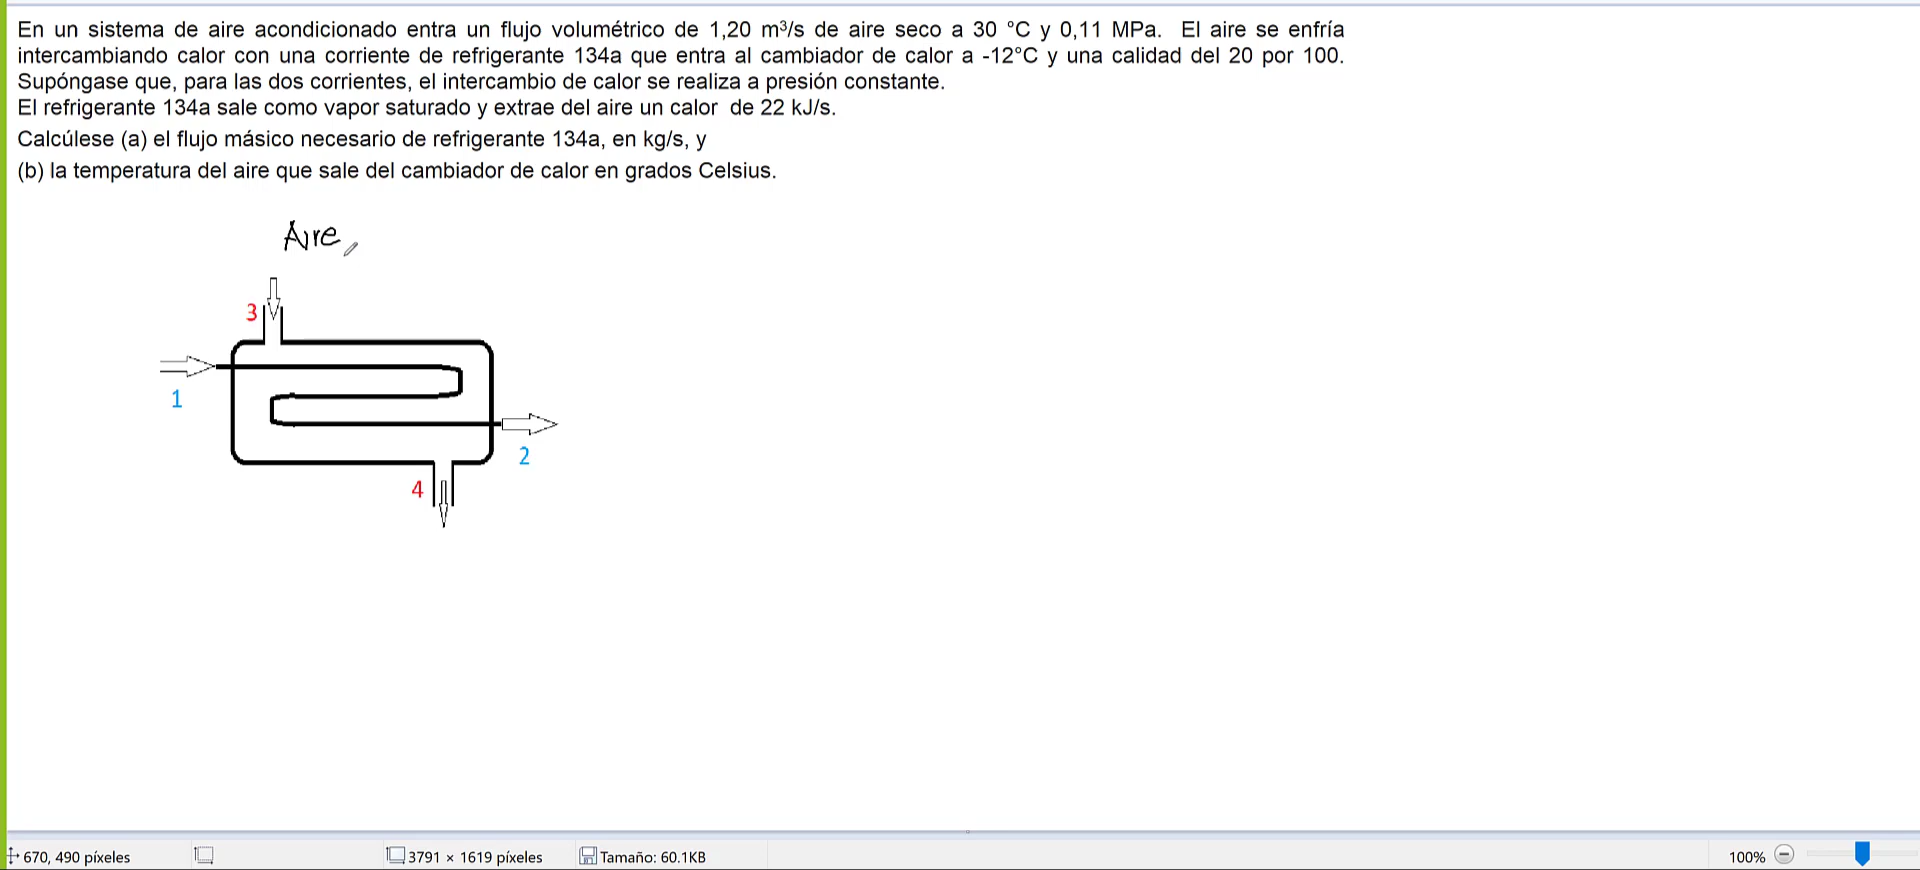 En un sistema de aire acondicionado entra un flujo volumétrico de 1,20 m³/s de aire seco a 30 °C y 0,11 MPa. El aire se enfría
intercambiando calor con una corriente de refrigerante 134a que entra al cambiador de calor a -12°C y una calidad del 20 por 100.
Supóngase que, para las dos corrientes, el intercambio de calor se realiza a presión constante.
El refrigerante 134a sale como vapor saturado y extrae del aire un calor de 22 kJ/s.
Calcúlese (a) el flujo másico necesario de refrigerante 134a, en kg/s, y
(b) la temperatura del aire que sale del cambiador de calor en grados Celsius.
Aire
3
1
2
4
670, 490 píxeles 3791 × 1619 píxeles Tamaño: 60.1KB 100%